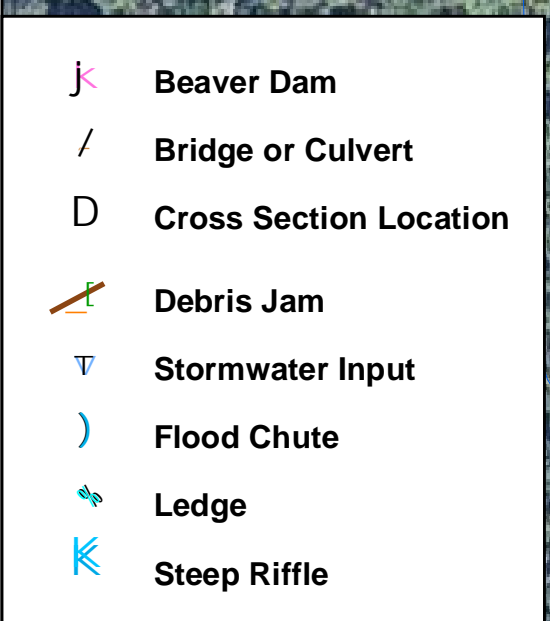 Beaver Dam
Bridge or Culvert
D Cross Section Location
Debris Jam
Stormwater Input
) Flood Chute
% Ledge
K Steep Riffle